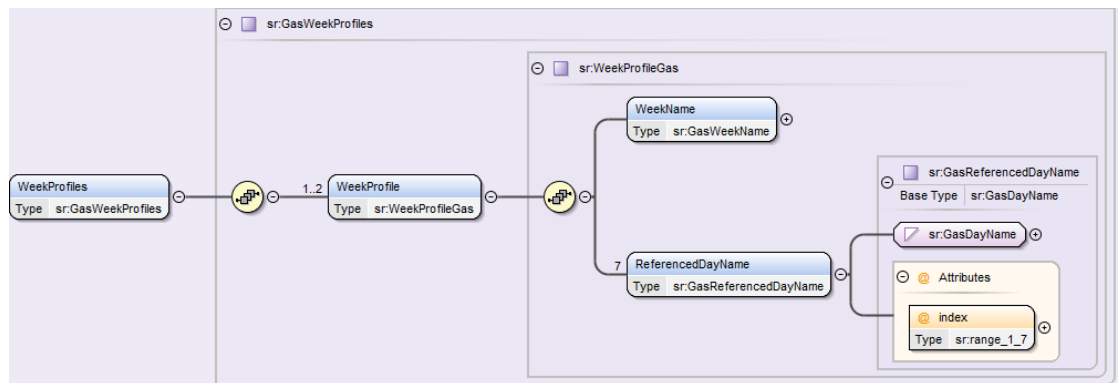 sr:GasWeekProfiles
sr:WeekProfileGas
WeekName
Type sr:GasWeekName
WeekProfiles
Type sr:GasWeekProfiles
1..2
WeekProfile
Type sr:WeekProfileGas
sr:GasReferencedDayName
Base Type sr:GasDayName
sr:GasDayName
7
ReferencedDayName
Type sr:GasReferencedDayName
@ Attributes
@ index
Type sr:range_1_7